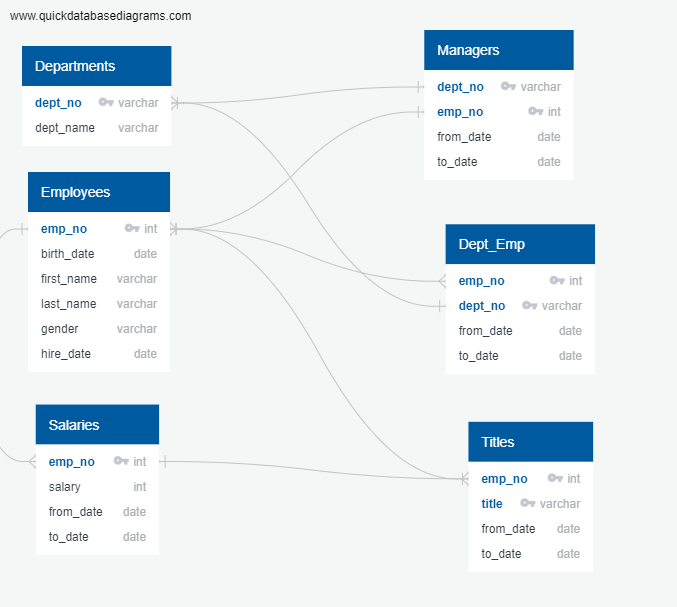 www.quickdatabasediagrams.com
Departments
dept_no varchar
dept_name varchar
Employees
emp_no int
birth_date date
first_name varchar
last_name varchar
gender varchar
hire_date date
Salaries
emp_no int
salary int
from_date date
to_date date
Managers
dept_no varchar
emp_no int
from_date date
to_date date
Dept_Emp
emp_no int
dept_no varchar
from_date date
to_date date
Titles
emp_no int
title varchar
from_date date
to_date date